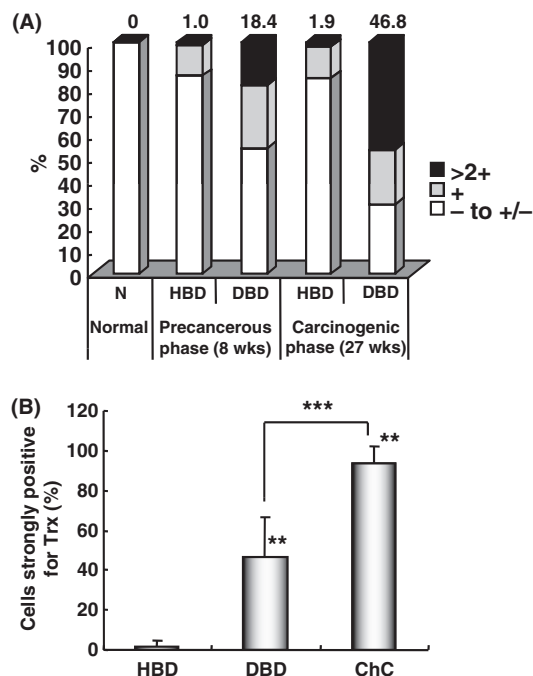 (A)
0 1.0 18.4 1.9 46.8
100
90
80
70
60
50
40
30
20
10
0
%
>2+
+
– to +/–
N HBD DBD HBD DBD
Normal Precancerous phase (8 wks) Carcinogenic phase (27 wks)
(B)
120
100
80
60
40
20
0
Cells strongly positive
for Trx (%)
***
**
**
HBD DBD ChC